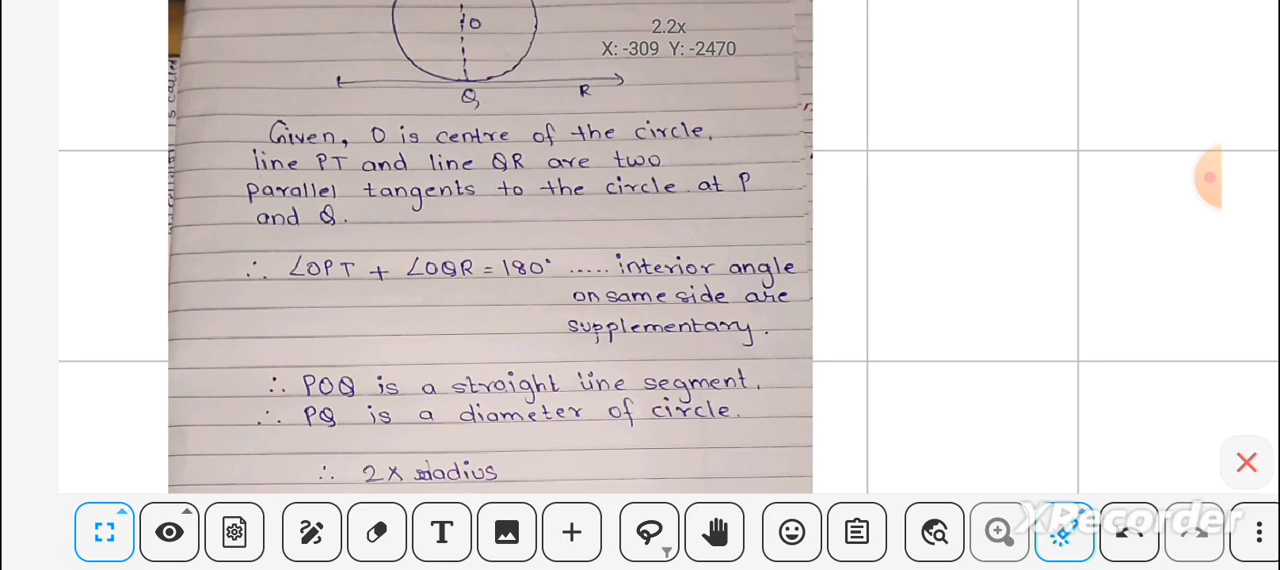 O
2.2x
X: -309 Y: -2470
Q
R
Given, O is centre of the circle.
line PT and line QR are two
parallel tangents to the circle at P
and Q.
∴ ∠OPT + ∠OQR = 180° ..... interior angle
on same side are
supplementary.
∴ POQ is a straight line segment.
∴ PQ is a diameter of circle.
∴ 2 x radius
T
XRecorder